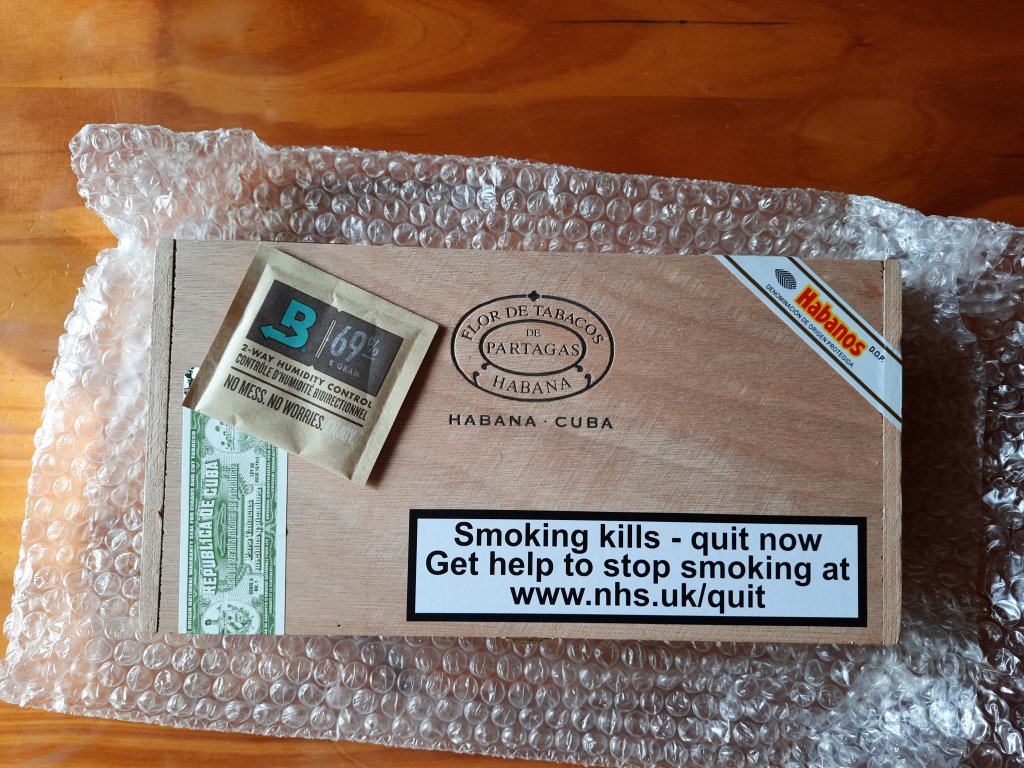 B
69%
8 GRAM
2-WAY HUMIDITY CONTROL
CONTRÔLE D'HUMIDITÉ BIDIRECTIONNEL
NO MESS. NO WORRIES.
FLOR DE TABACOS
DE
PARTAGAS
HABANA
HABANA · CUBA
Habanos
D.O.P.
DENOMINACIÓN DE ORIGEN PROTEGIDA
REPUBLICA DE CUBA
Smoking kills - quit now
Get help to stop smoking at
www.nhs.uk/quit